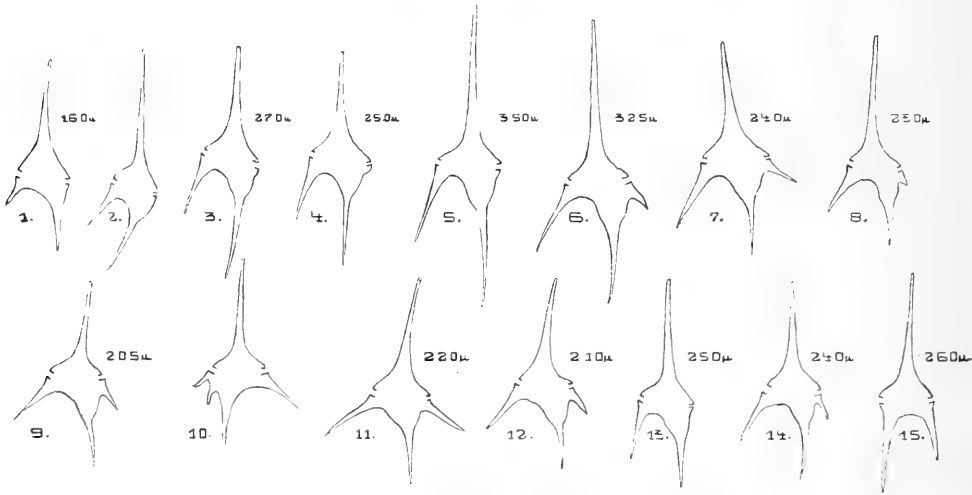 160μ 270μ 250μ 350μ 325μ 240μ 230μ
1. 2. 3. 4. 5. 6. 7. 8.
205μ 220μ 210μ 250μ 240μ 260μ
9. 10. 11. 12. 13. 14. 15.